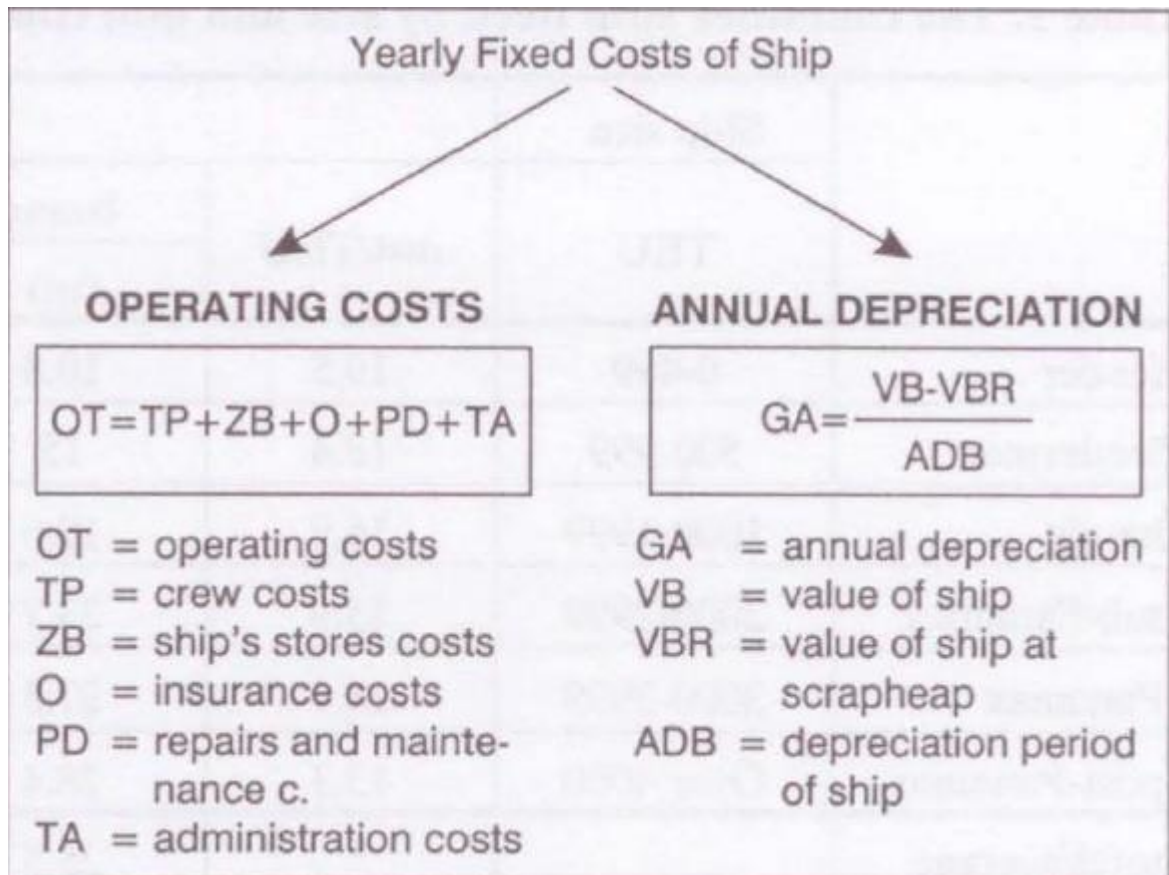 Yearly Fixed Costs of Ship
OPERATING COSTS
OT=TP+ZB+O+PD+TA
OT = operating costs
TP = crew costs
ZB = ship's stores costs
O = insurance costs
PD = repairs and mainte-
nance c.
TA = administration costs
ANNUAL DEPRECIATION
GA=
VB-VBR
ADB
GA = annual depreciation
VB = value of ship
VBR = value of ship at
scrapheap
ADB = depreciation period
of ship